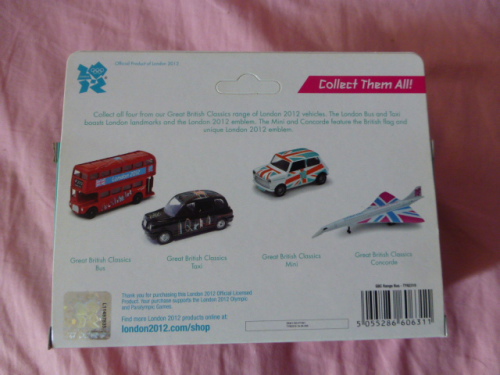 Official Product of London 2012
Collect Them All!
Collect all four from our Great British Classics range of London 2012 vehicles. The London Bus and Taxi
boasts London landmarks and the London 2012 emblem. The Mini and Concorde feature the British flag and
unique London 2012 emblem.
Great British Classics
Bus
Great British Classics
Taxi
Great British Classics
Mini
Great British Classics
Concorde
Thank you for purchasing this London 2012 Official Licensed
Product. Your purchase supports the London 2012 Olympic
and Paralympic Games.
Find more London 2012 products online at:
london2012.com/shop
5 055286 606311